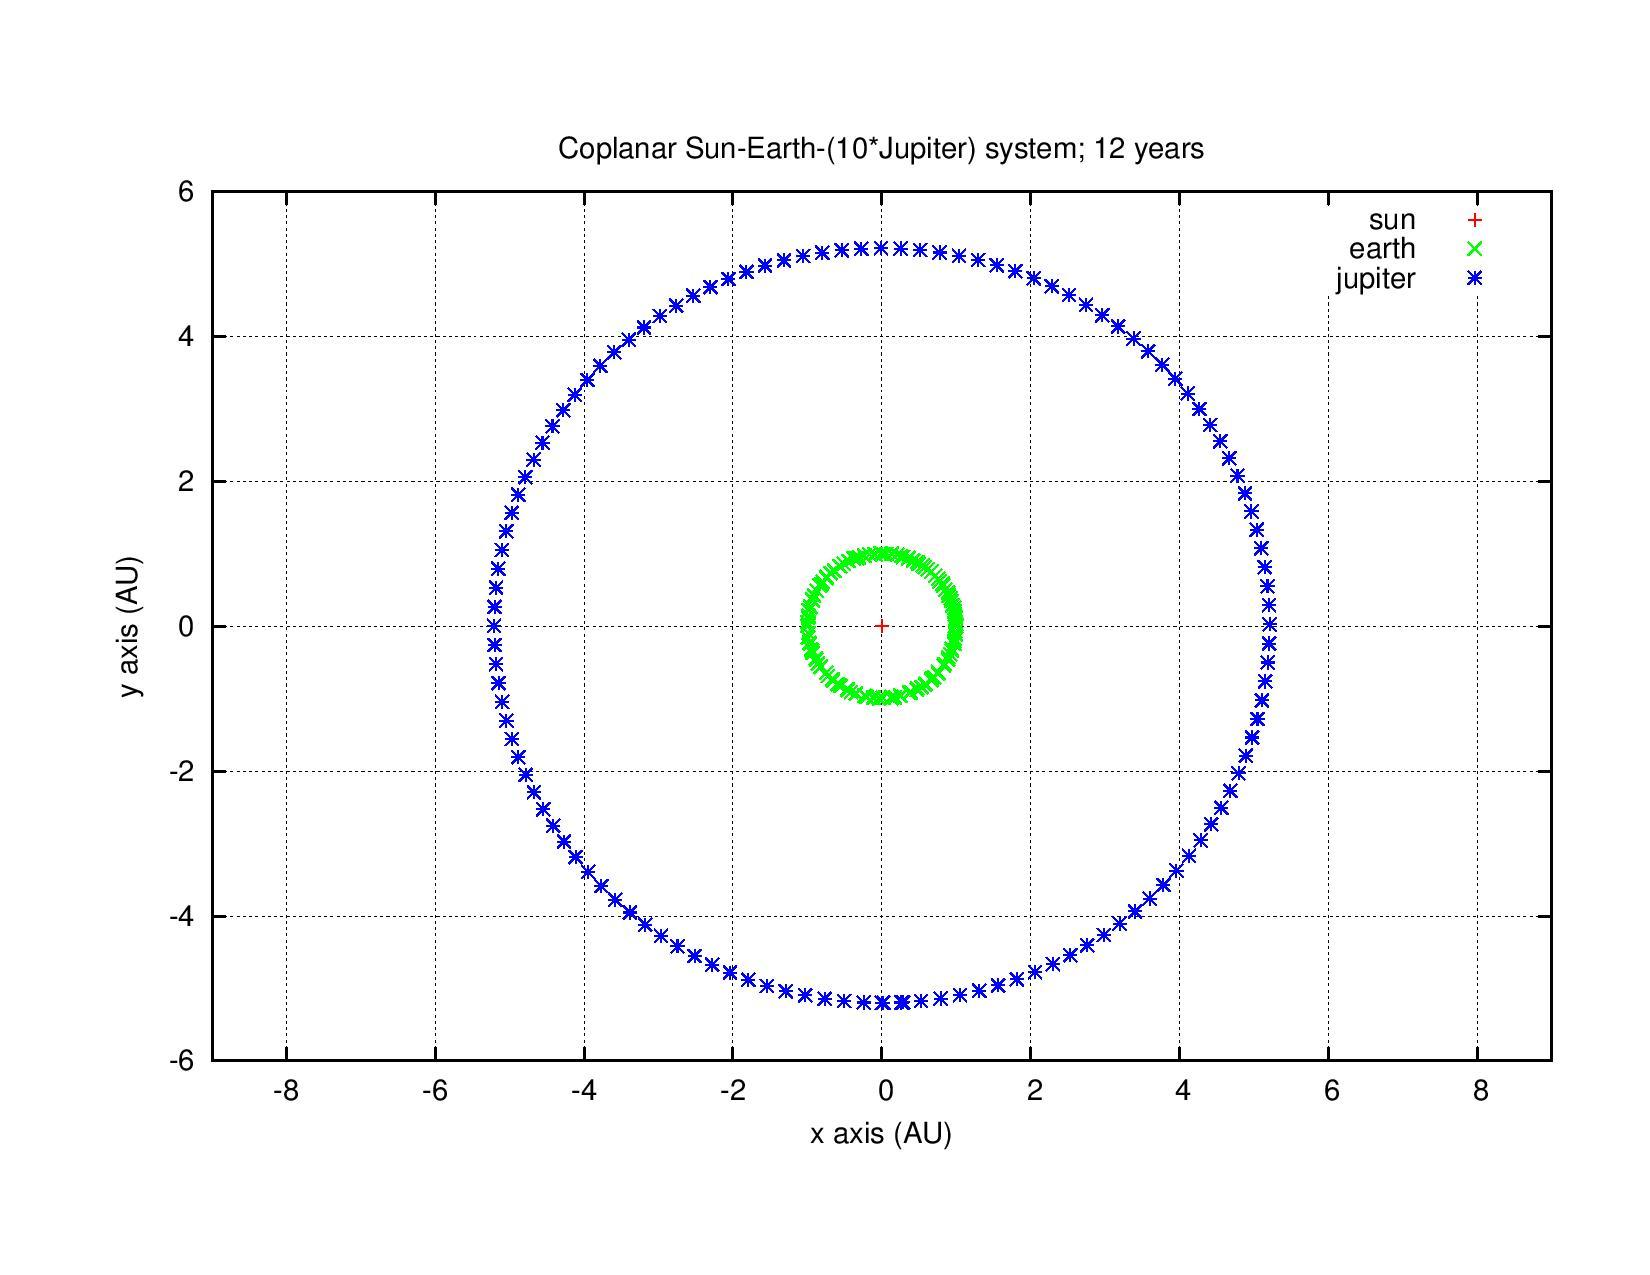 Coplanar Sun-Earth-(10*Jupiter) system; 12 years
6
sun
earth
jupiter
4
2
0
-2
-4
-6
y axis (AU)
-8 -6 -4 -2 0 2 4 6 8
x axis (AU)